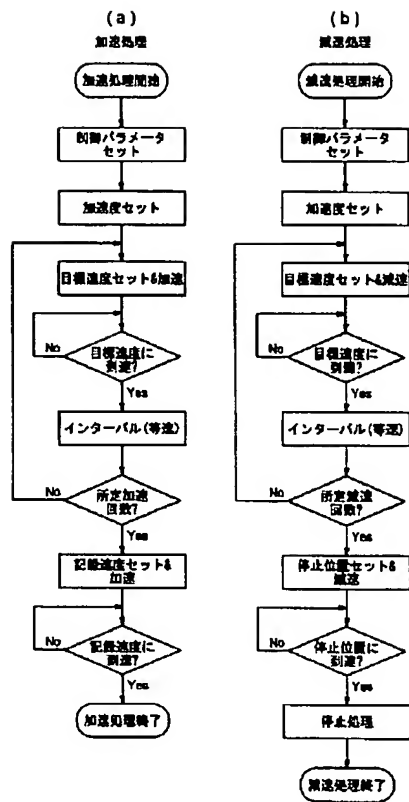 (a)
加速処理
加速処理開始
制御パラメータ
セット
加速度セット
目標速度セット&加速
目標速度に
到達?
No
Yes
インターバル(等速)
所定加速
回数?
No
Yes
記録速度セット&
加速
記録速度に
到達?
No
Yes
加速処理終了
(b)
減速処理
減速処理開始
制御パラメータ
セット
加速度セット
目標速度セット&減速
目標速度に
到達?
No
Yes
インターバル(等速)
所定減速
回数?
No
Yes
停止位置セット&
減速
停止位置に
到達?
No
Yes
停止処理
減速処理終了